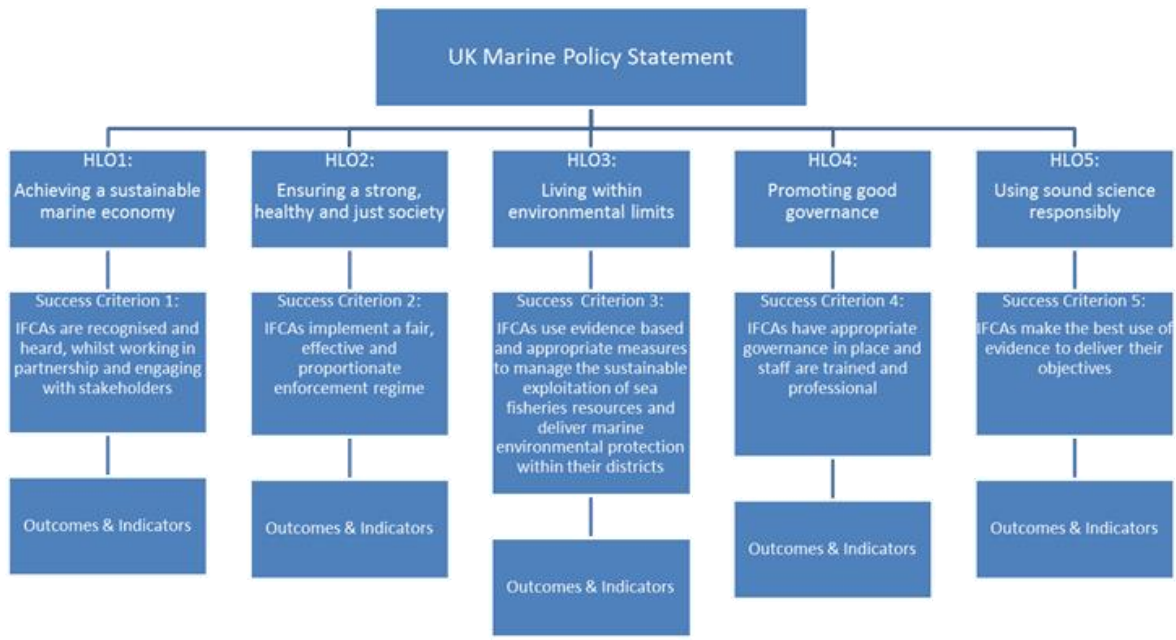 UK Marine Policy Statement
HLO1:
Achieving a sustainable
marine economy
HLO2:
Ensuring a strong,
healthy and just society
HLO3:
Living within
environmental limits
HLO4:
Promoting good
governance
HLO5:
Using sound science
responsibly
Success Criterion 1:
IFCAs are recognised and
heard, whilst working in
partnership and engaging
with stakeholders
Success Criterion 2:
IFCAs implement a fair,
effective and
proportionate
enforcement regime
Success Criterion 3:
IFCAs use evidence based
and appropriate measures
to manage the sustainable
exploitation of sea
fisheries resources and
deliver marine
environmental protection
within their districts
Success Criterion 4:
IFCAs have appropriate
governance in place and
staff are trained and
professional
Success Criterion 5:
IFCAs make the best use of
evidence to deliver their
objectives
Outcomes & Indicators
Outcomes & Indicators
Outcomes & Indicators
Outcomes & Indicators
Outcomes & Indicators